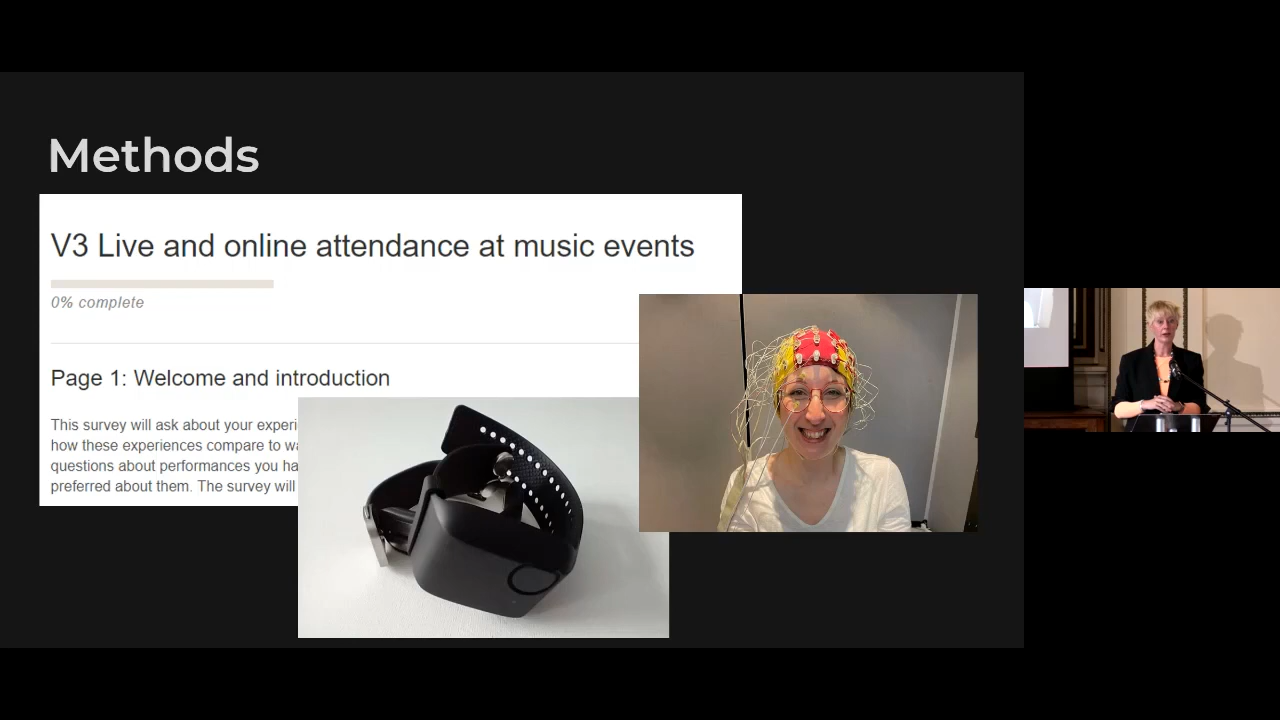 Methods
V3 Live and online attendance at music events
0% complete
Page 1: Welcome and introduction
This survey will ask about your experi
how these experiences compare to wa
questions about performances you ha
preferred about them. The survey will